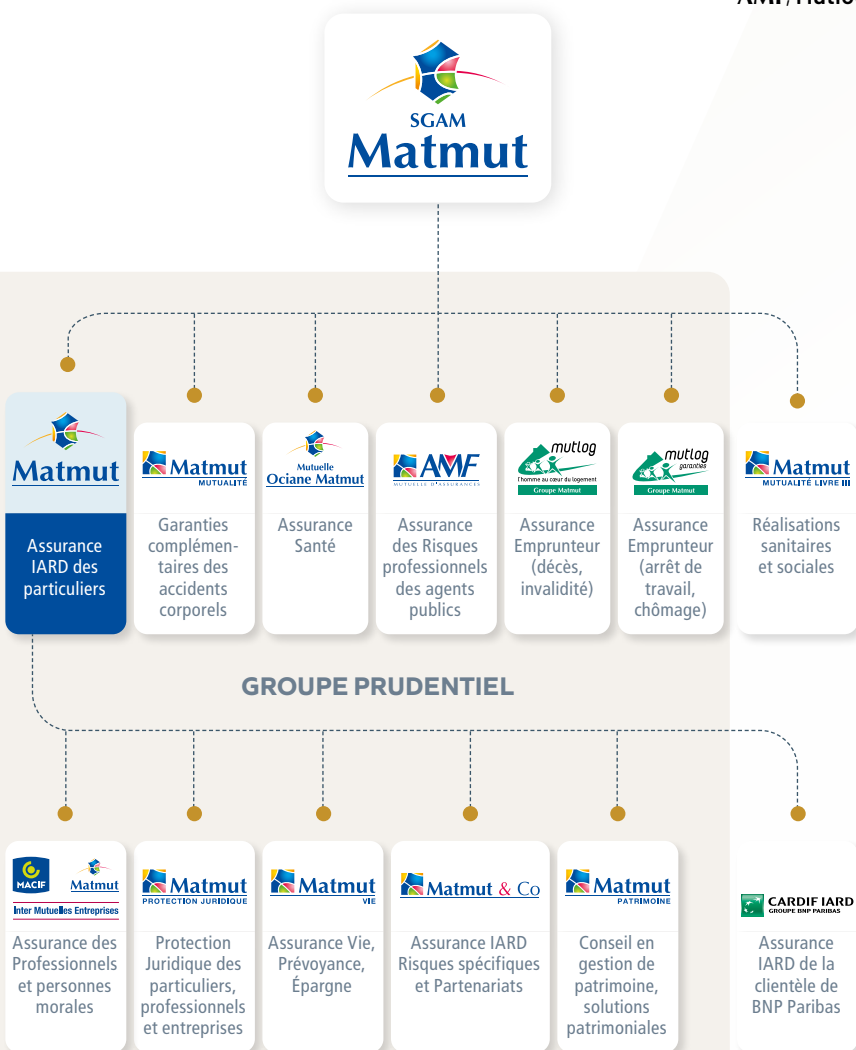 SGAM
Matmut
Matmut
Assurance
IARD des
particuliers
Matmut
MUTUALITÉ
Garanties
complémen-
taires des
accidents
corporels
Mutuelle
Ociane Matmut
Assurance
Santé
AMF
MUTUELLE D'ASSURANCES
Assurance
des Risques
professionnels
des agents
publics
mutlog
l'homme au cœur du logement
Groupe Matmut
Assurance
Emprunteur
(décès,
invalidité)
mutlog
garanties
Groupe Matmut
Assurance
Emprunteur
(arrêt de
travail,
chômage)
Matmut
MUTUALITÉ LIVRE III
Réalisations
sanitaires
et sociales
GROUPE PRUDENTIEL
MACIF
Matmut
Inter Mutuelles Entreprises
Assurance des
Professionnels
et personnes
morales
Matmut
PROTECTION JURIDIQUE
Protection
Juridique des
particuliers,
professionnels
et entreprises
Matmut
VIE
Assurance Vie,
Prévoyance,
Épargne
Matmut & Co
Assurance IARD
Risques spécifiques
et Partenariats
Matmut
PATRIMOINE
Conseil en
gestion de
patrimoine,
solutions
patrimoniales
CARDIF IARD
GROUPE BNP PARIBAS
Assurance
IARD de la
clientèle de
BNP Paribas